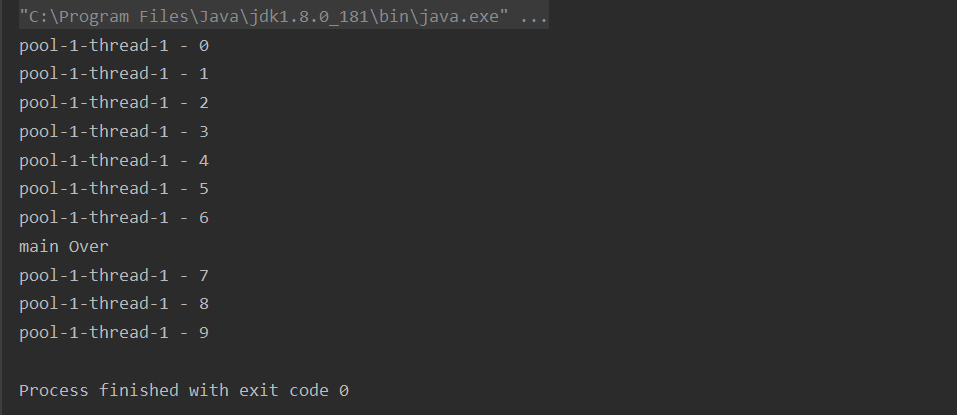 "C:\Program Files\Java\jdk1.8.0_181\bin\java.exe" ...
pool-1-thread-1 - 0
pool-1-thread-1 - 1
pool-1-thread-1 - 2
pool-1-thread-1 - 3
pool-1-thread-1 - 4
pool-1-thread-1 - 5
pool-1-thread-1 - 6
main Over
pool-1-thread-1 - 7
pool-1-thread-1 - 8
pool-1-thread-1 - 9
Process finished with exit code 0